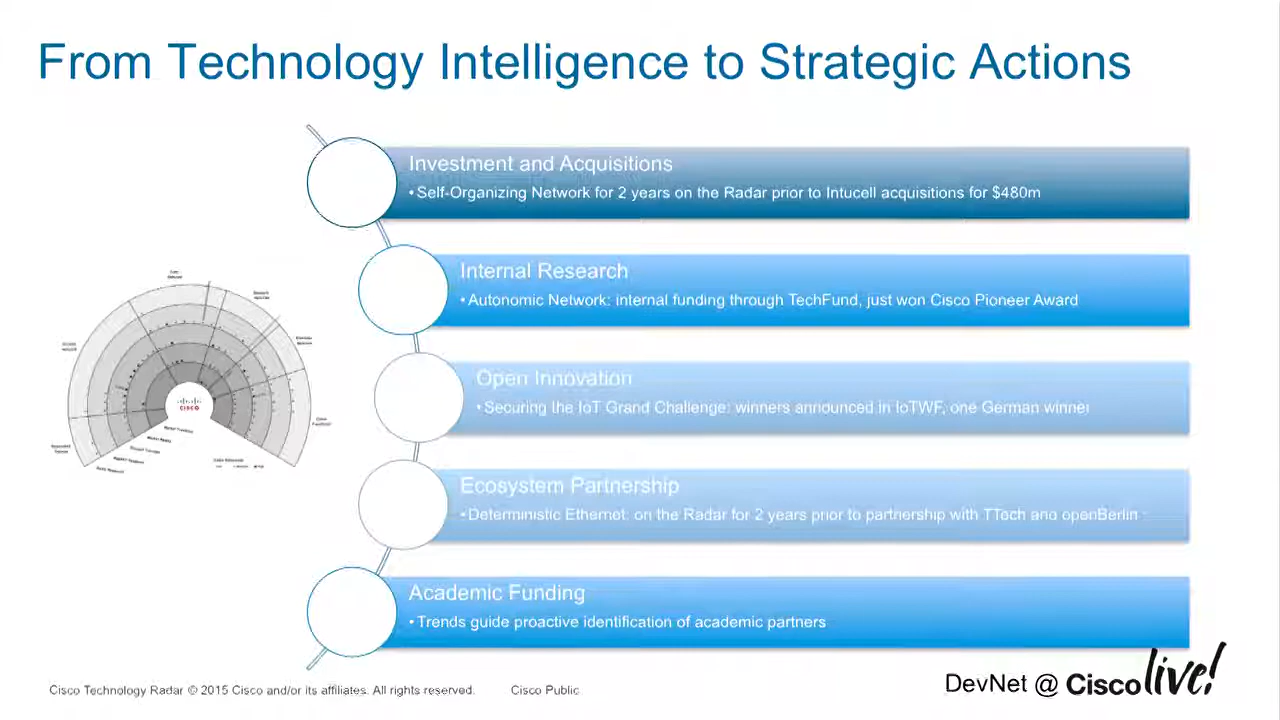 From Technology Intelligence to Strategic Actions
Investment and Acquisitions
• Self-Organizing Network for 2 years on the Radar prior to Intucell acquisitions for $480m
Internal Research
• Autonomic Network: internal funding through TechFund, just won Cisco Pioneer Award
Open Innovation
• Securing the IoT Grand Challenge: winners announced in IoTWF, one German winner
Ecosystem Partnership
• Deterministic Ethernet: on the Radar for 2 years prior to partnership with TTech and openBerlin
Academic Funding
• Trends guide proactive identification of academic partners
CISCO
Cisco Technology Radar © 2015 Cisco and/or its affiliates. All rights reserved.
Cisco Public
DevNet @ Cisco live!